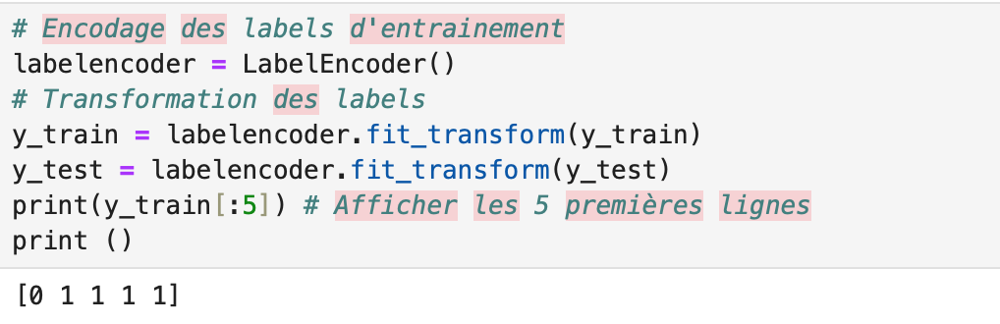 # Encodage des labels d'entrainement
labelencoder = LabelEncoder()
# Transformation des labels
y_train = labelencoder.fit_transform(y_train)
y_test = labelencoder.fit_transform(y_test)
print(y_train[:5]) # Afficher les 5 premières lignes
print ()
[0 1 1 1 1]